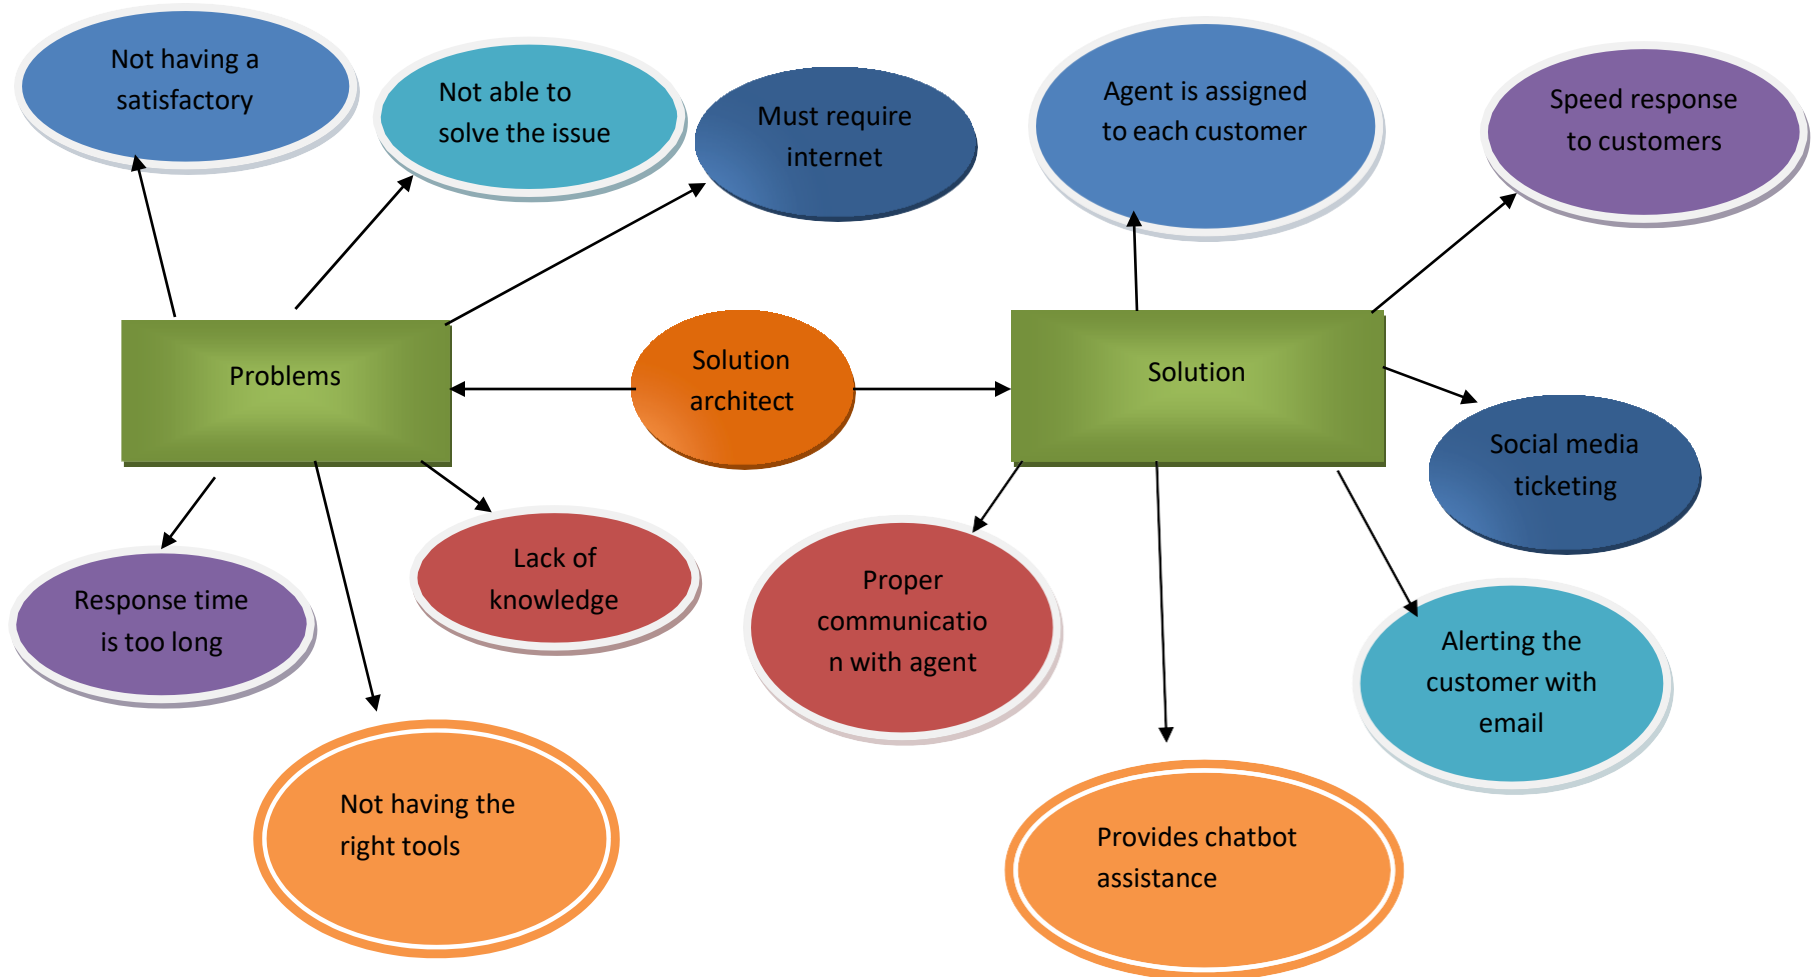 Not having a
satisfactory
Not able to
solve the issue
Must require
internet
Agent is assigned
to each customer
Speed response
to customers
Problems
Solution
architect
Solution
Social media
ticketing
Response time
is too long
Lack of
knowledge
Proper
communicatio
n with agent
Alerting the
customer with
email
Not having the
right tools
Provides chatbot
assistance